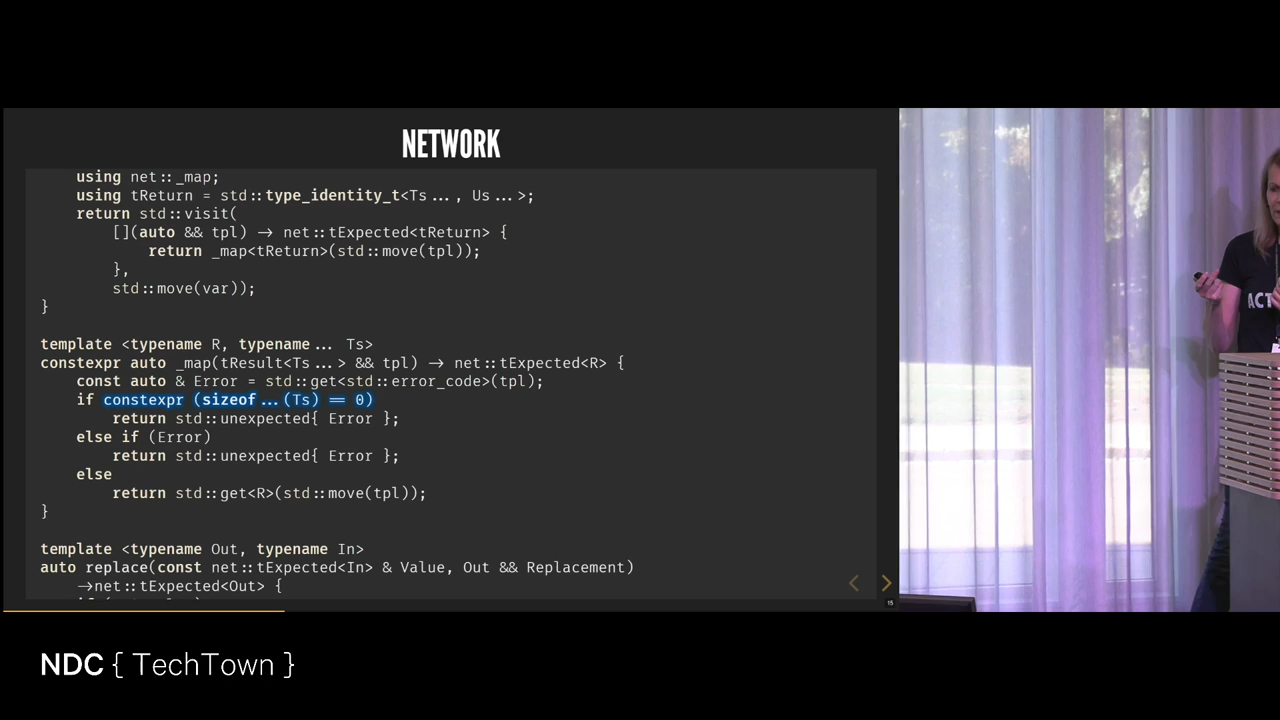 NETWORK
using net::_map;
using tReturn = std::type_identity_t<Ts..., Us...>;
return std::visit(
[](auto && tpl) -> net::tExpected<tReturn> {
return _map<tReturn>(std::move(tpl));
},
std::move(var));
}
template <typename R, typename... Ts>
constexpr auto _map(tResult<Ts...> && tpl) -> net::tExpected<R> {
const auto & Error = std::get<std::error_code>(tpl);
if constexpr (sizeof...(Ts) == 0)
return std::unexpected{ Error };
else if (Error)
return std::unexpected{ Error };
else
return std::get<R>(std::move(tpl));
}
template <typename Out, typename In>
auto replace(const net::tExpected<In> & Value, Out && Replacement)
->net::tExpected<Out> {
15
ACT
NDC { TechTown }